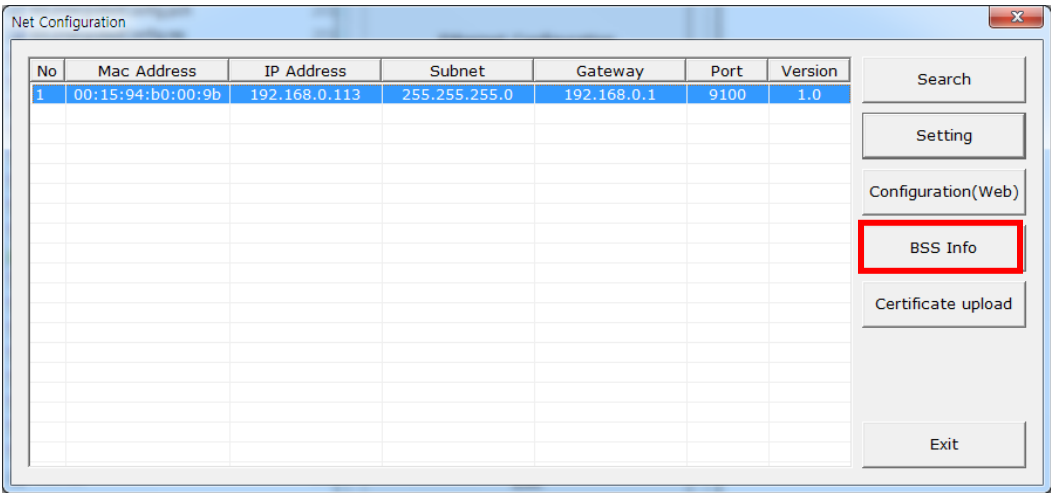 Net Configuration
No Mac Address IP Address Subnet Gateway Port Version
1 00:15:94:b0:00:9b 192.168.0.113 255.255.255.0 192.168.0.1 9100 1.0
Search
Setting
Configuration(Web)
BSS Info
Certificate upload
Exit